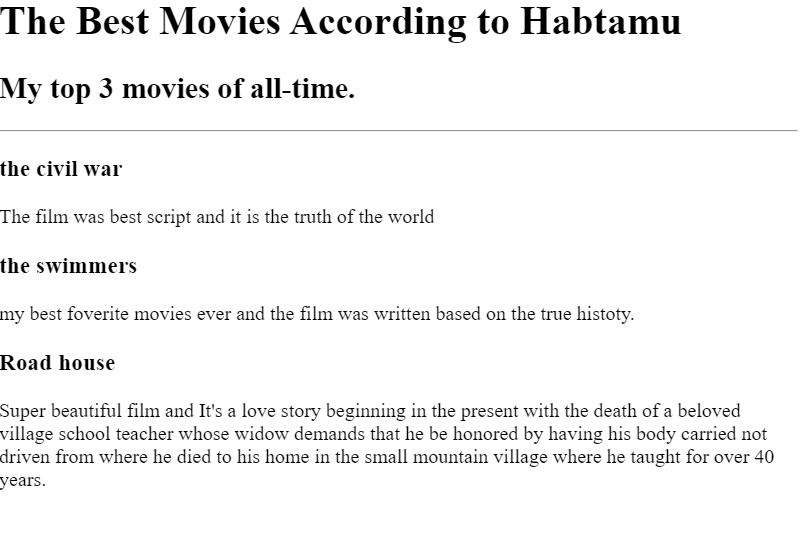 The Best Movies According to Habtamu
My top 3 movies of all-time.
the civil war
The film was best script and it is the truth of the world
the swimmers
my best foverite movies ever and the film was written based on the true histoty.
Road house
Super beautiful film and It's a love story beginning in the present with the death of a beloved
village school teacher whose widow demands that he be honored by having his body carried not
driven from where he died to his home in the small mountain village where he taught for over 40
years.